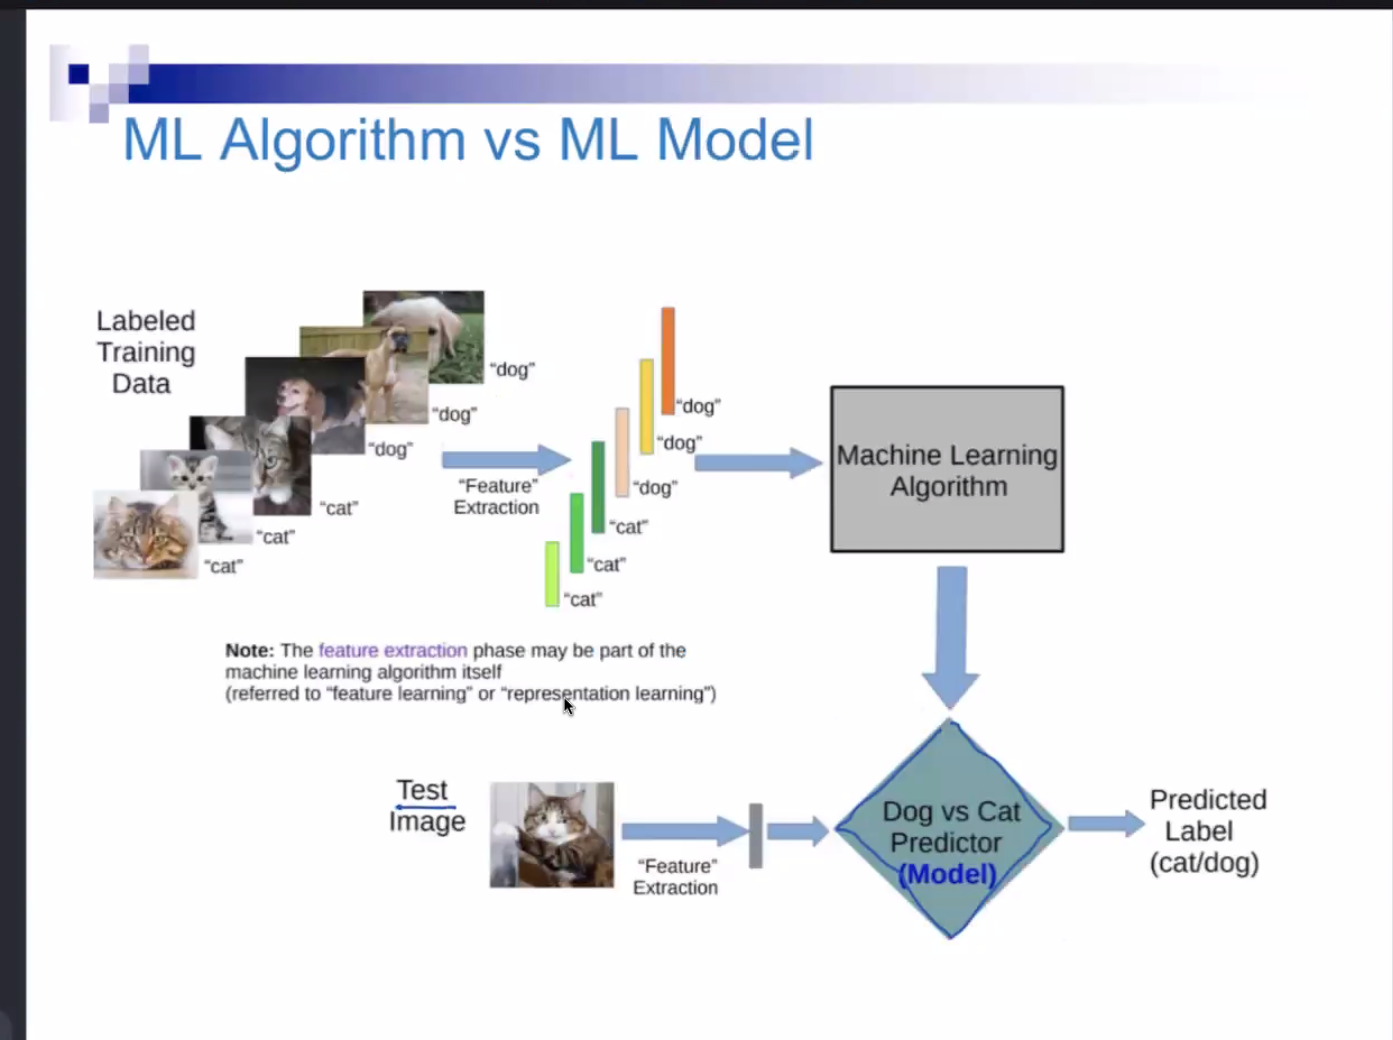 ML Algorithm vs ML Model
Labeled
Training
Data
“dog”
“dog”
“dog”
“cat”
“cat”
“cat”
“Feature”
Extraction
“dog”
“dog”
“dog”
“cat”
“cat”
“cat”
Machine Learning
Algorithm
Note: The feature extraction phase may be part of the
machine learning algorithm itself
(referred to “feature learning” or “representation learning”)
Test
Image
“Feature”
Extraction
Dog vs Cat
Predictor
(Model)
Predicted
Label
(cat/dog)